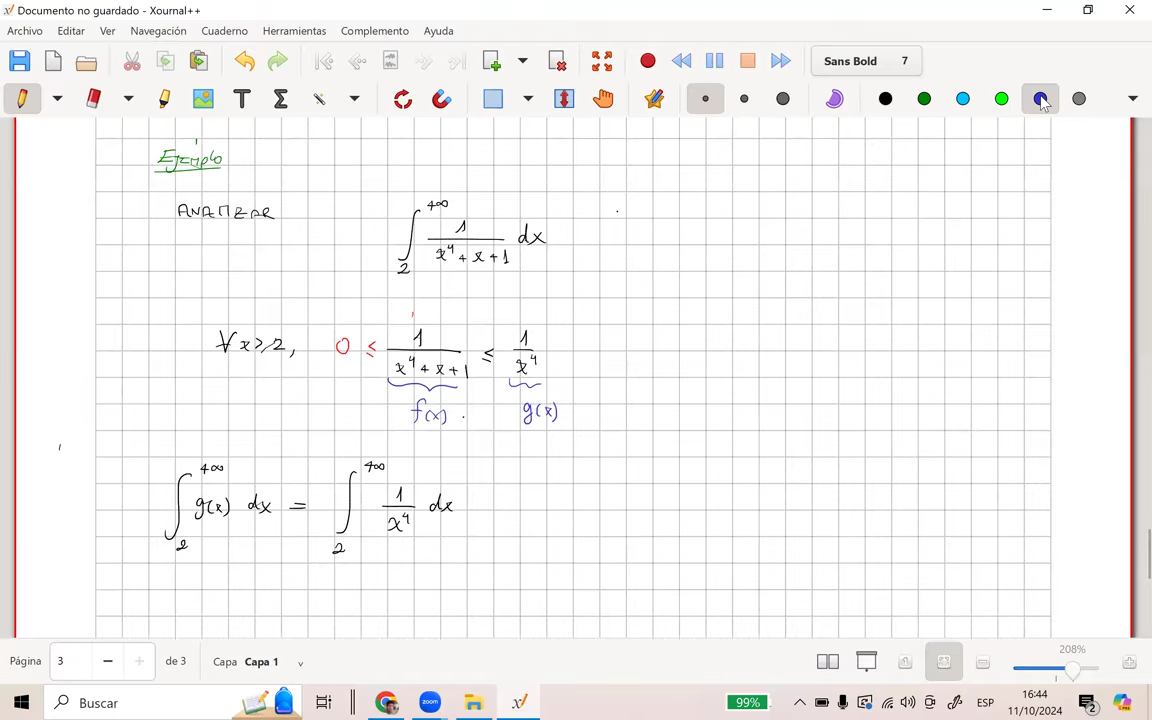 Documento no guardado - Xournal++
Archivo Editar Ver Navegación Cuaderno Herramientas Complemento Ayuda
Sans Bold 7
Ejemplo
ANALIZAR ∫_2^{+∞} 1/(x⁴+x+1) dx
∀x≥2, 0 ≤ 1/(x⁴+x+1) ≤ 1/x⁴
f(x) g(x)
∫_2^{+∞} g(x) dx = ∫_2^{+∞} 1/x⁴ dx
Página 3 de 3 Capa Capa 1 208%
Buscar zoom 99% ESP 16:44
11/10/2024 2